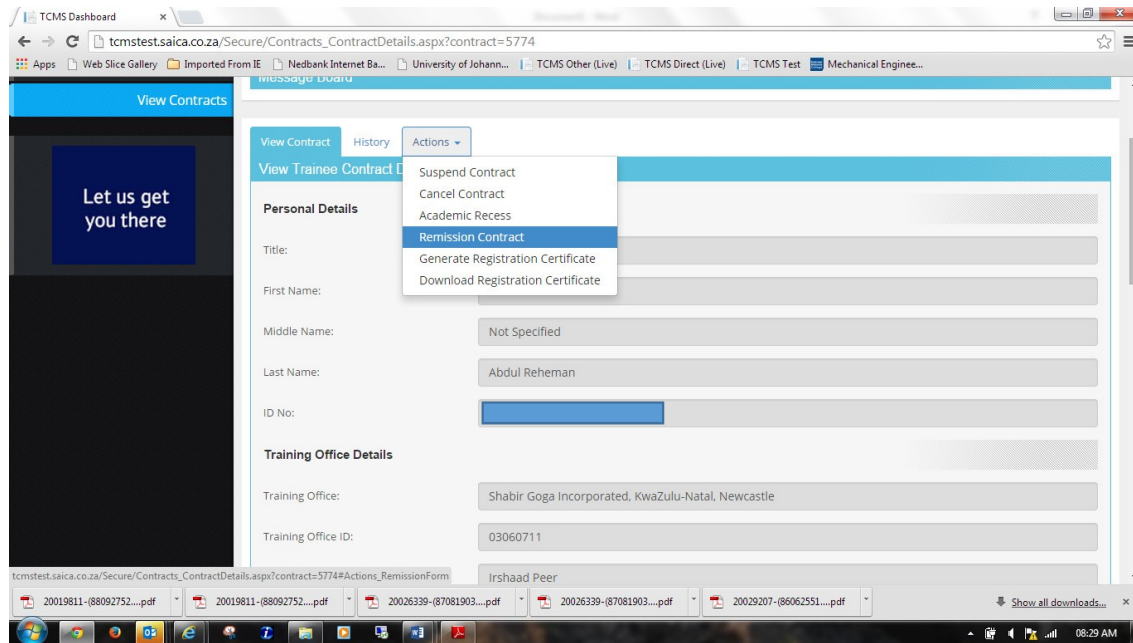 TCMS Dashboard
tcmstest.saica.co.za/Secure/Contracts_ContractDetails.aspx?contract=5774
Apps Web Slice Gallery Imported From IE Nedbank Internet Ba... University of Johann... TCMS Other (Live) TCMS Direct (Live) TCMS Test Mechanical Enginee...
Message Board
View Contracts
Let us get
you there
View Contract History Actions
View Trainee Contract D
Suspend Contract
Cancel Contract
Academic Recess
Remission Contract
Generate Registration Certificate
Download Registration Certificate
Personal Details
Title:
First Name:
Middle Name: Not Specified
Last Name: Abdul Reheman
ID No:
Training Office Details
Training Office: Shabir Goga Incorporated, KwaZulu-Natal, Newcastle
Training Office ID: 03060711
Irshaad Peer
tcmstest.saica.co.za/Secure/Contracts_ContractDetails.aspx?contract=5774#Actions_RemissionForm
20019811-(88092752....pdf 20019811-(88092752....pdf 20026339-(87081903....pdf 20026339-(87081903....pdf 20029207-(86062551....pdf Show all downloads...
08:29 AM